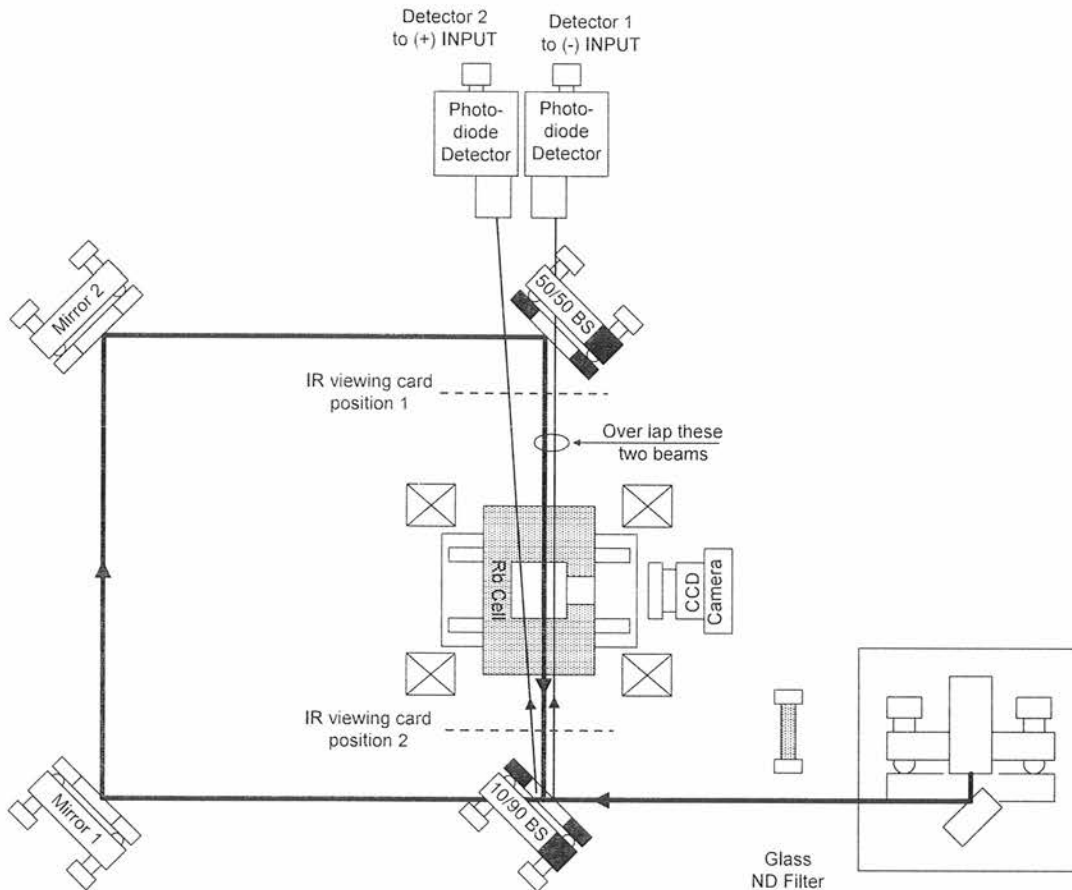 Detector 2
to (+) INPUT
Detector 1
to (-) INPUT
Photo-
diode
Detector
Photo-
diode
Detector
Mirror 2
50/50 BS
IR viewing card
position 1
Over lap these
two beams
Rb Cell
CCD
Camera
IR viewing card
position 2
Mirror 1
10/90 BS
Glass
ND Filter